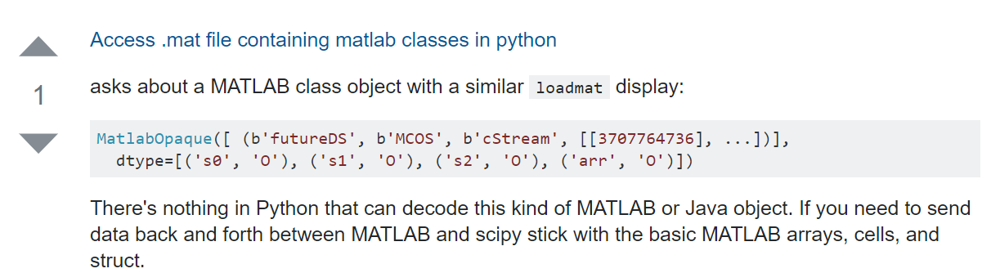 Access .mat file containing matlab classes in python
asks about a MATLAB class object with a similar loadmat display:
1
MatlabOpaque([ (b'futureDS', b'MCOS', b'cStream', [[3707764736], ...])],
dtype=[('s0', 'O'), ('s1', 'O'), ('s2', 'O'), ('arr', 'O')])
There's nothing in Python that can decode this kind of MATLAB or Java object. If you need to send
data back and forth between MATLAB and scipy stick with the basic MATLAB arrays, cells, and
struct.